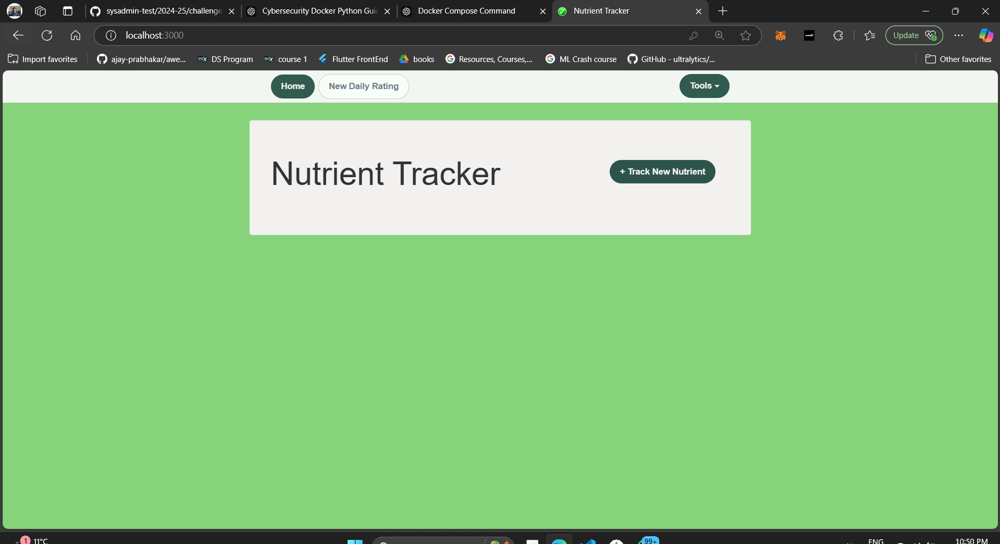 sysadmin-test/2024-25/challenge
Cybersecurity Docker Python Gui
Docker Compose Command
Nutrient Tracker
localhost:3000
Update
Import favorites
ajay-prabhakar/awe...
edX DS Program
edX course 1
Flutter FrontEnd
books
Resources, Courses,...
ML Crash course
GitHub - ultralytics/...
Other favorites
Home
New Daily Rating
Tools
Nutrient Tracker
+ Track New Nutrient
1
11°C
99+
ENG
10:50 PM